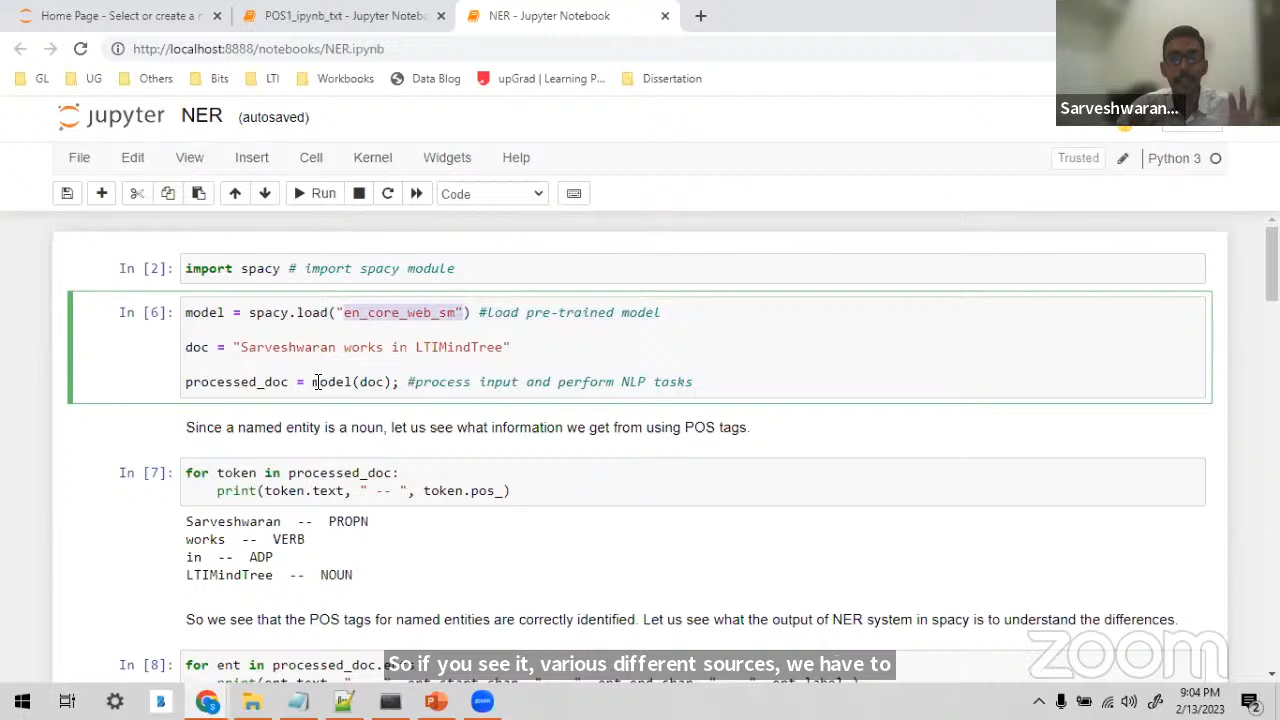 Home Page - Select or create a r
POS1_ipynb_txt - Jupyter Noteb
NER - Jupyter Notebook
http://localhost:8888/notebooks/NER.ipynb
GL UG Others Bits LTI Workbooks Data Blog upGrad | Learning P... Dissertation
Sarveshwaran...
jupyter NER (autosaved)
File Edit View Insert Cell Kernel Widgets Help
Trusted Python 3
Run Code
In [2]: import spacy # import spacy module
In [6]: model = spacy.load("en_core_web_sm") #load pre-trained model
doc = "Sarveshwaran works in LTIMindTree"
processed_doc = model(doc); #process input and perform NLP tasks
Since a named entity is a noun, let us see what information we get from using POS tags.
In [7]: for token in processed_doc:
print(token.text, " -- ", token.pos_)
Sarveshwaran -- PROPN
works -- VERB
in -- ADP
LTIMindTree -- NOUN
So we see that the POS tags for named entities are correctly identified. Let us see what the output of NER system in spacy is to understand the differences.
In [8]: for ent in processed_doc.
So if you see it, various different sources, we have to
zoom
9:04 PM
2/13/2023